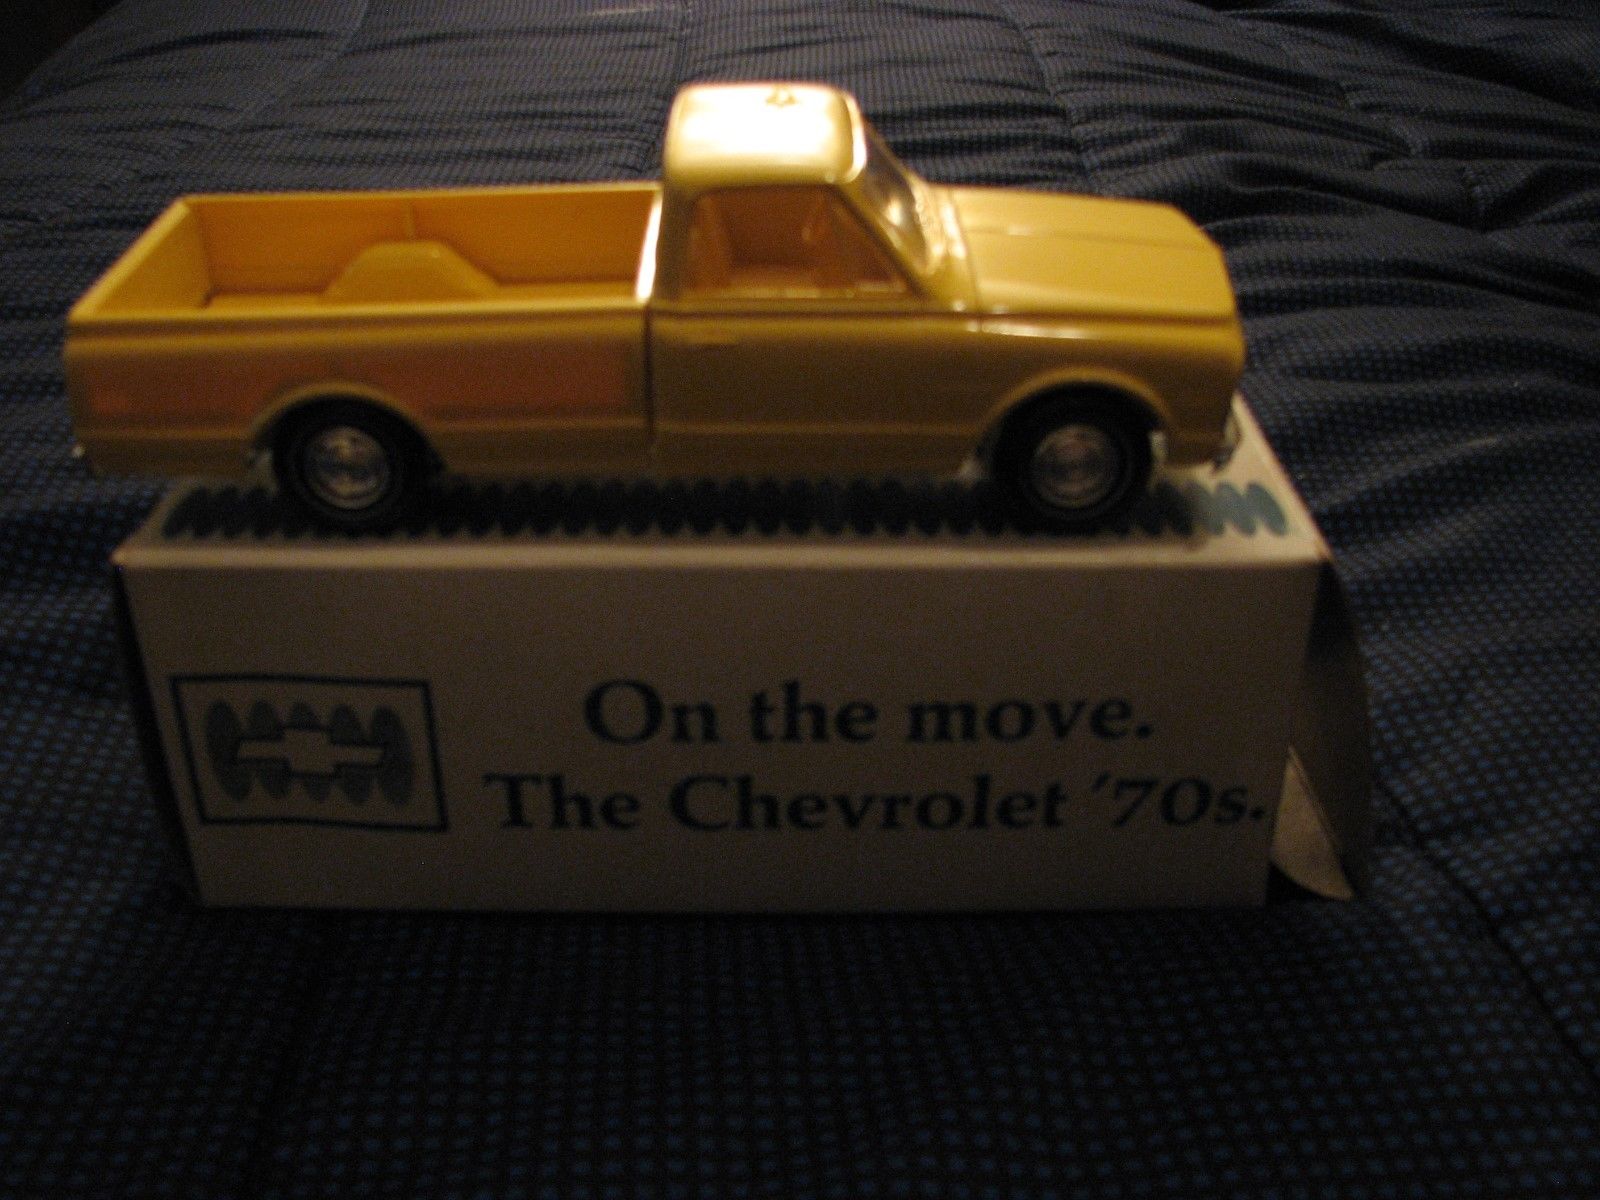 On the move.
The Chevrolet '70s.